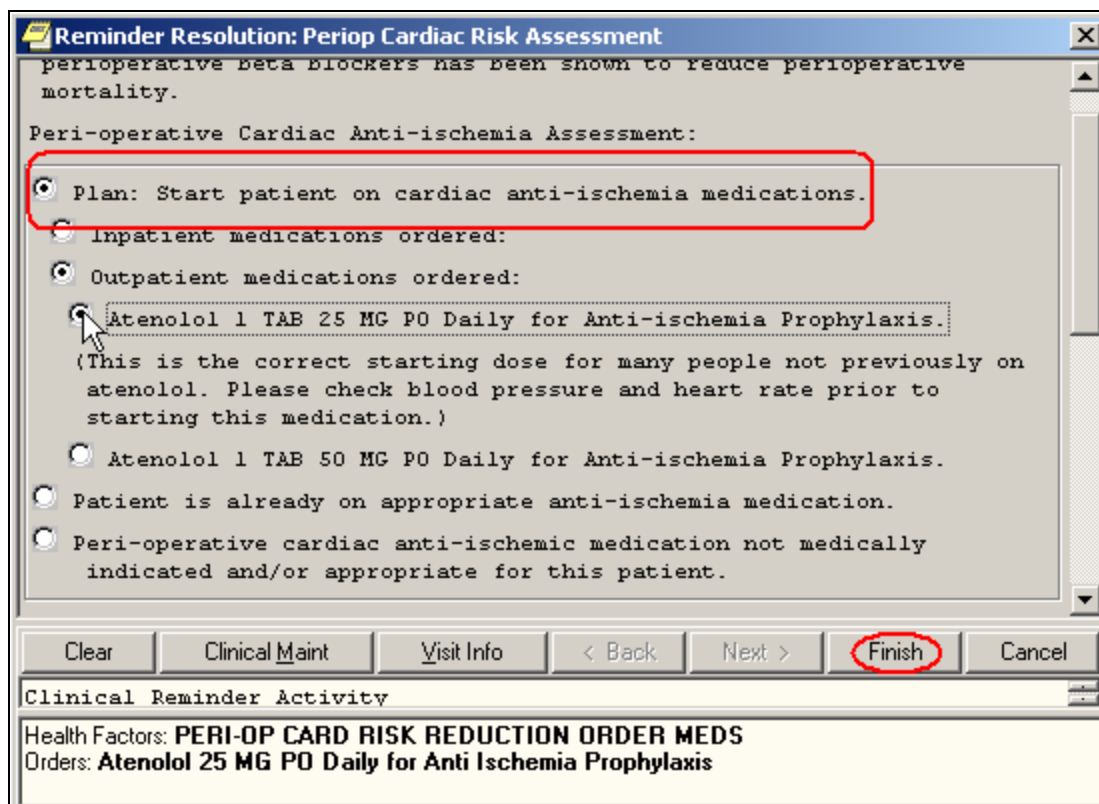 Reminder Resolution: Periop Cardiac Risk Assessment
perioperative beta blockers has been shown to reduce perioperative
mortality.
Peri-operative Cardiac Anti-ischemia Assessment:
Plan: Start patient on cardiac anti-ischemia medications.
Inpatient medications ordered:
Outpatient medications ordered:
Atenolol 1 TAB 25 MG PO Daily for Anti-ischemia Prophylaxis.
(This is the correct starting dose for many people not previously on
atenolol. Please check blood pressure and heart rate prior to
starting this medication.)
Atenolol 1 TAB 50 MG PO Daily for Anti-ischemia Prophylaxis.
Patient is already on appropriate anti-ischemia medication.
Peri-operative cardiac anti-ischemic medication not medically
indicated and/or appropriate for this patient.
Clear Clinical Maint Visit Info < Back Next > Finish Cancel
Clinical Reminder Activity
Health Factors: PERI-OP CARD RISK REDUCTION ORDER MEDS
Orders: Atenolol 25 MG PO Daily for Anti Ischemia Prophylaxis